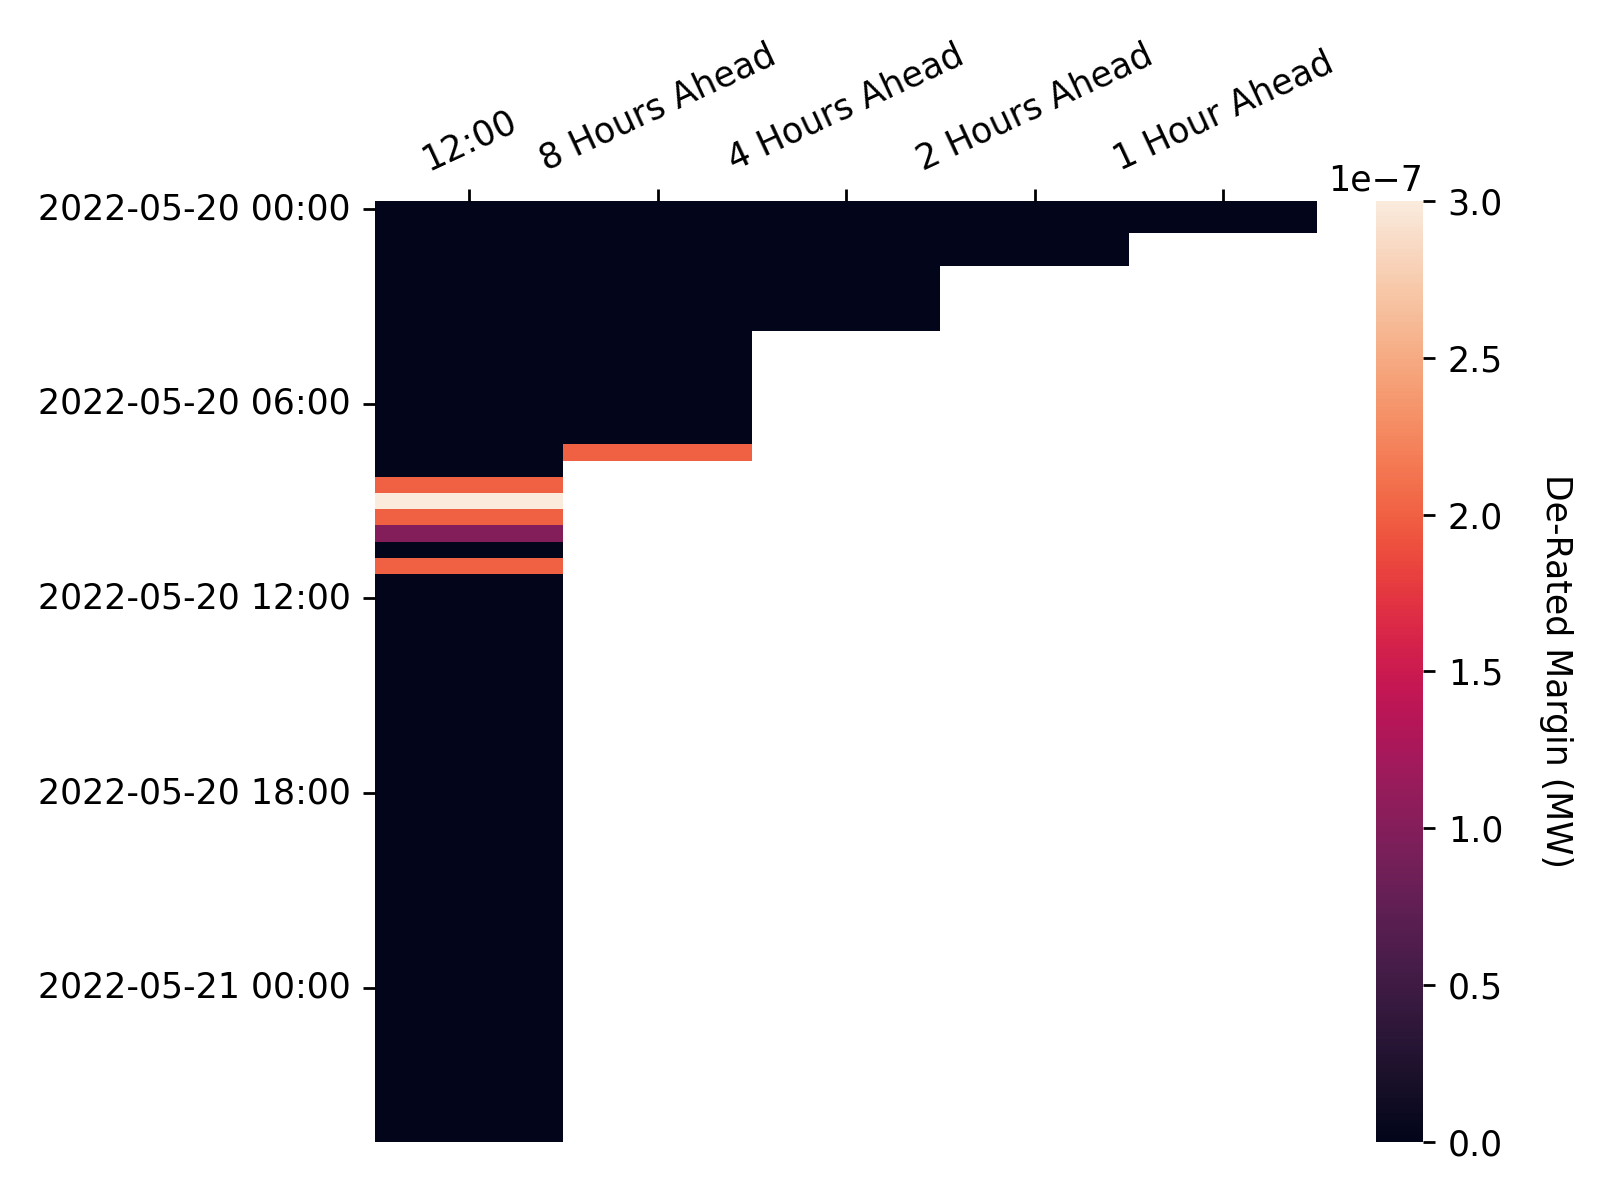 12:00
8 Hours Ahead
4 Hours Ahead
2 Hours Ahead
1 Hour Ahead
1e−7
2022-05-20 00:00
2022-05-20 06:00
2022-05-20 12:00
2022-05-20 18:00
2022-05-21 00:00
3.0
2.5
2.0
1.5
1.0
0.5
0.0
De-Rated Margin (MW)